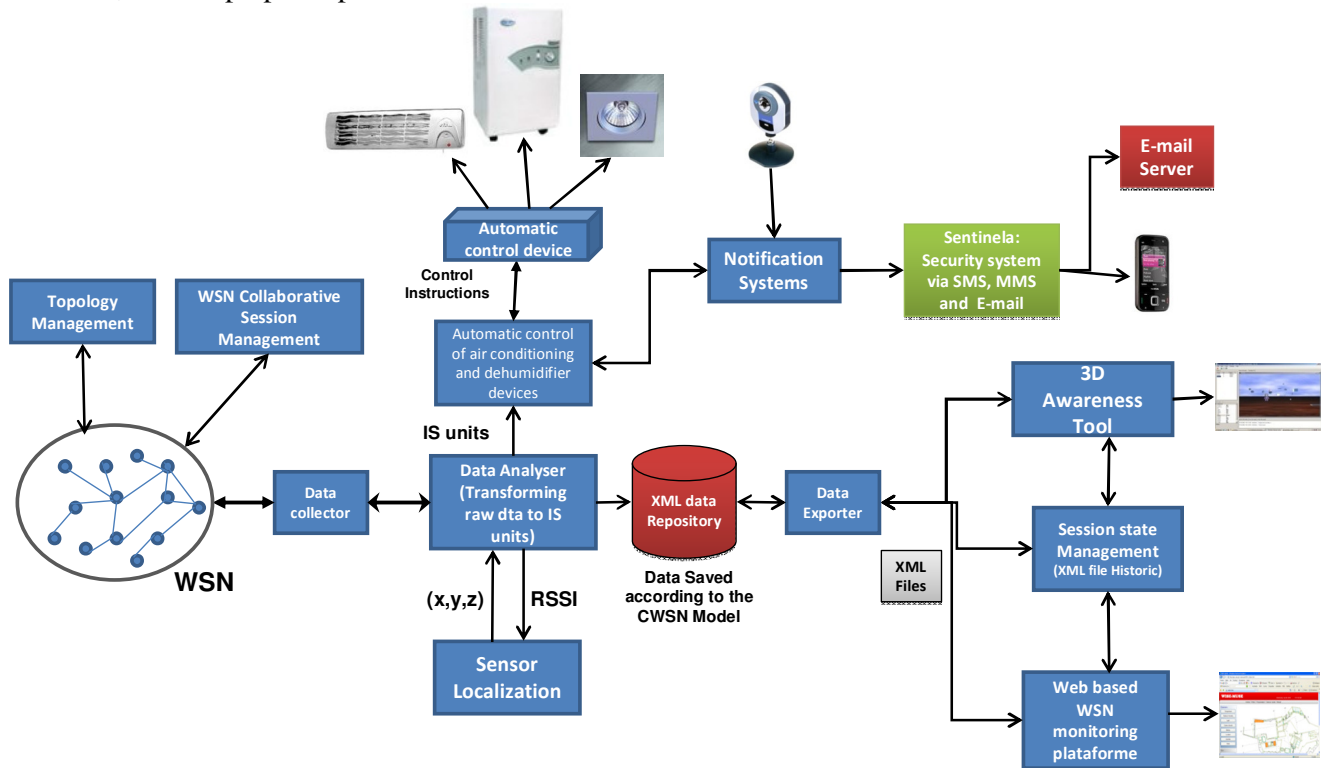 E-mail
Server
Automatic
control device
Sentinela:
Security system
via SMS, MMS
and E-mail
Notification
Systems
Control
Instructions
Topology
Management
WSN Collaborative
Session
Management
Automatic control
of air conditioning
and dehumidifier
devices
3D
Awareness
Tool
IS units
Data
collector
Data Analyser
(Transforming
raw dta to IS
units)
XML data
Repository
Data
Exporter
Session state
Management
(XML file Historic)
WSN
XML
Files
Data Saved
according to the
CWSN Model
(x,y,z)
RSSI
Sensor
Localization
Web based
WSN
monitoring
plataforme